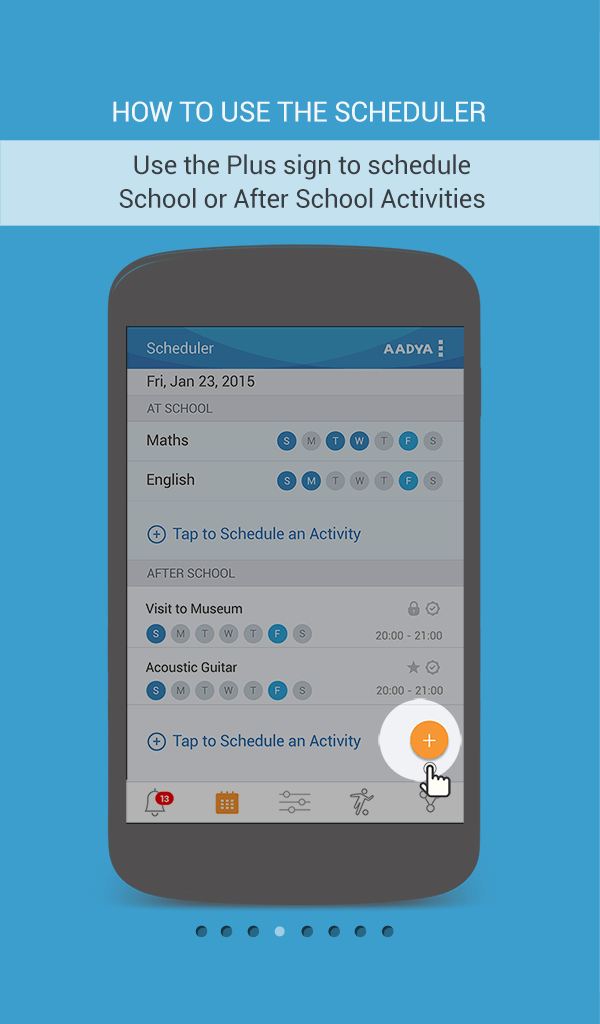 HOW TO USE THE SCHEDULER
Use the Plus sign to schedule
School or After School Activities
Scheduler AADYA
Fri, Jan 23, 2015
AT SCHOOL
Maths S M T W T F S
English S M T W T F S
Tap to Schedule an Activity
AFTER SCHOOL
Visit to Museum
S M T W T F S 20:00 - 21:00
Acoustic Guitar
S M T W T F S 20:00 - 21:00
Tap to Schedule an Activity
13